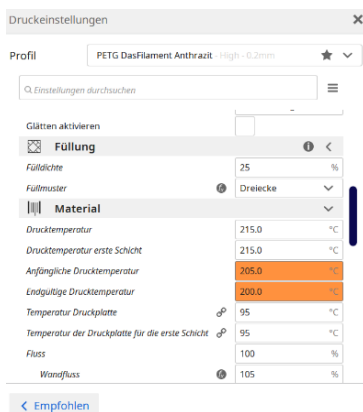 Druckeinstellungen
Profil PETG DasFilament Anthrazit - High - 0.2mm
Einstellungen durchsuchen
Glätten aktivieren
Füllung
Fülldichte 25 %
Füllmuster Dreiecke
Material
Drucktemperatur 215.0 °C
Drucktemperatur erste Schicht 215.0 °C
Anfängliche Drucktemperatur 205.0 °C
Endgültige Drucktemperatur 200.0 °C
Temperatur Druckplatte 95 °C
Temperatur der Druckplatte für die erste Schicht 95 °C
Fluss 100 %
Wandfluss 105 %
Empfohlen